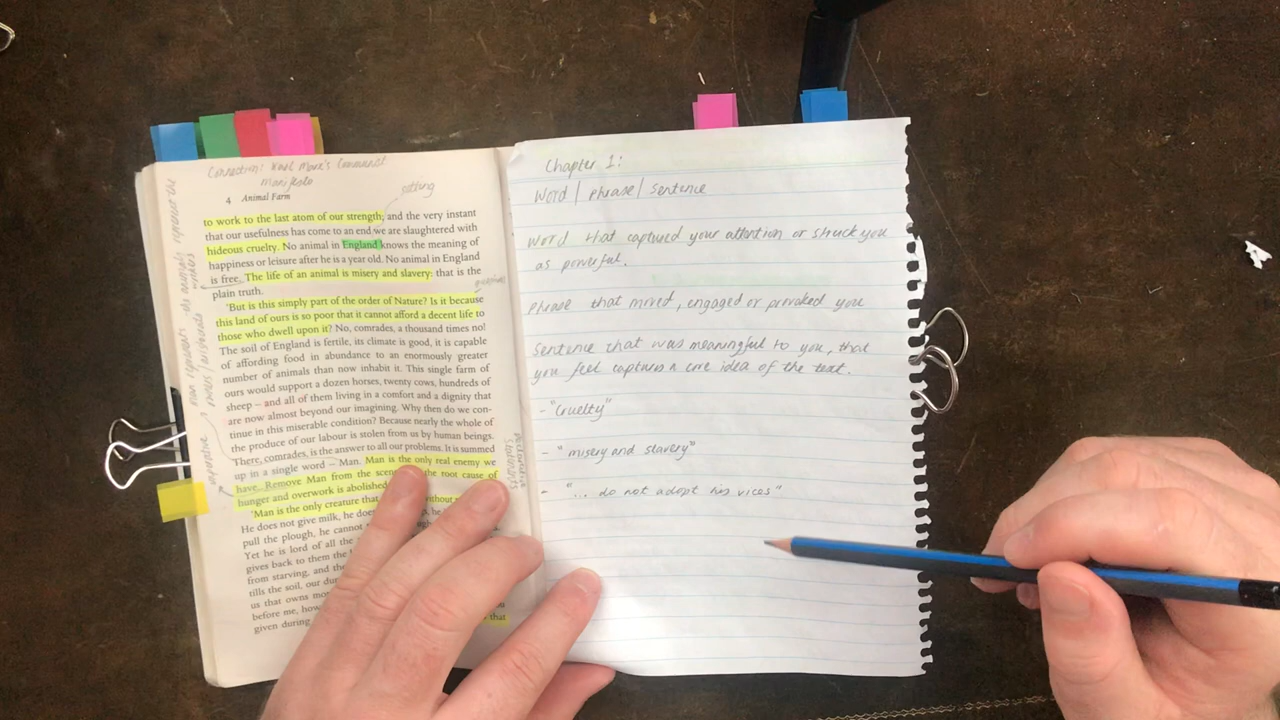 Connection: Karl Marx's Communist
Manifesto
setting
4 Animal Farm
to work to the last atom of our strength; and the very instant
that our usefulness has come to an end we are slaughtered with
hideous cruelty. No animal in England knows the meaning of
happiness or leisure after he is a year old. No animal in England
is free. The life of an animal is misery and slavery: that is the
plain truth.
'But is this simply part of the order of Nature? Is it because
this land of ours is so poor that it cannot afford a decent life to
those who dwell upon it? No, comrades, a thousand times no!
The soil of England is fertile, its climate is good, it is capable
of affording food in abundance to an enormously greater
number of animals than now inhabit it. This single farm of
ours would support a dozen horses, twenty cows, hundreds of
sheep – and all of them living in a comfort and a dignity that
are now almost beyond our imagining. Why then do we con-
tinue in this miserable condition? Because nearly the whole of
the produce of our labour is stolen from us by human beings.
There, comrades, is the answer to all our problems. It is summed
up in a single word – Man. Man is the only real enemy we
have. Remove Man from the scene the root cause of
hunger and overwork is abolished
'Man is the only creature that without
He does not give milk, he does he
pull the plough, he cannot
Yet he is lord of all the
gives back to them the
from starving, and the
tills the soil, our
us that owns
before me, how
given during that
imperative
Chapter 1:
Word / phrase / sentence
word that captured your attention or struck you
as powerful.
phrase that moved, engaged or provoked you
sentence that was meaningful to you, that
you feel captures a core idea of the text.
- "Cruelty"
- "misery and slavery"
- "... do not adopt his vices"